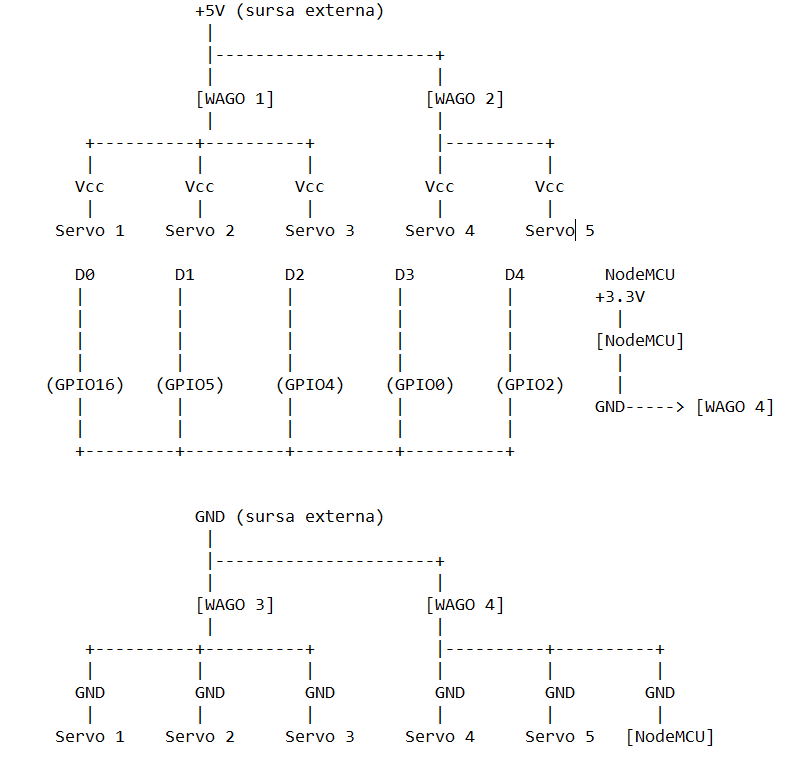 +5V (sursa externa)
|
|----------------------+
|                      |
[WAGO 1]               [WAGO 2]
|                      |
+----------+----------+            |----------+
|          |          |            |          |
Vcc        Vcc        Vcc          Vcc        Vcc
|          |          |            |          |
Servo 1    Servo 2    Servo 3      Servo 4    Servo 5
D0         D1         D2         D3         D4         NodeMCU
|          |          |          |          |         +3.3V
|          |          |          |          |           |
|          |          |          |          |         [NodeMCU]
|          |          |          |          |           |
(GPIO16)   (GPIO5)    (GPIO4)    (GPIO0)    (GPIO2)     |
|          |          |          |          |         GND-----> [WAGO 4]
|          |          |          |          |
+---------+----------+----------+----------+
GND (sursa externa)
|
|----------------------+
|                      |
[WAGO 3]               [WAGO 4]
|                      |
+----------+----------+            |----------+----------+
|          |          |            |          |          |
GND        GND        GND          GND        GND        GND
|          |          |            |          |          |
Servo 1    Servo 2    Servo 3      Servo 4    Servo 5    [NodeMCU]